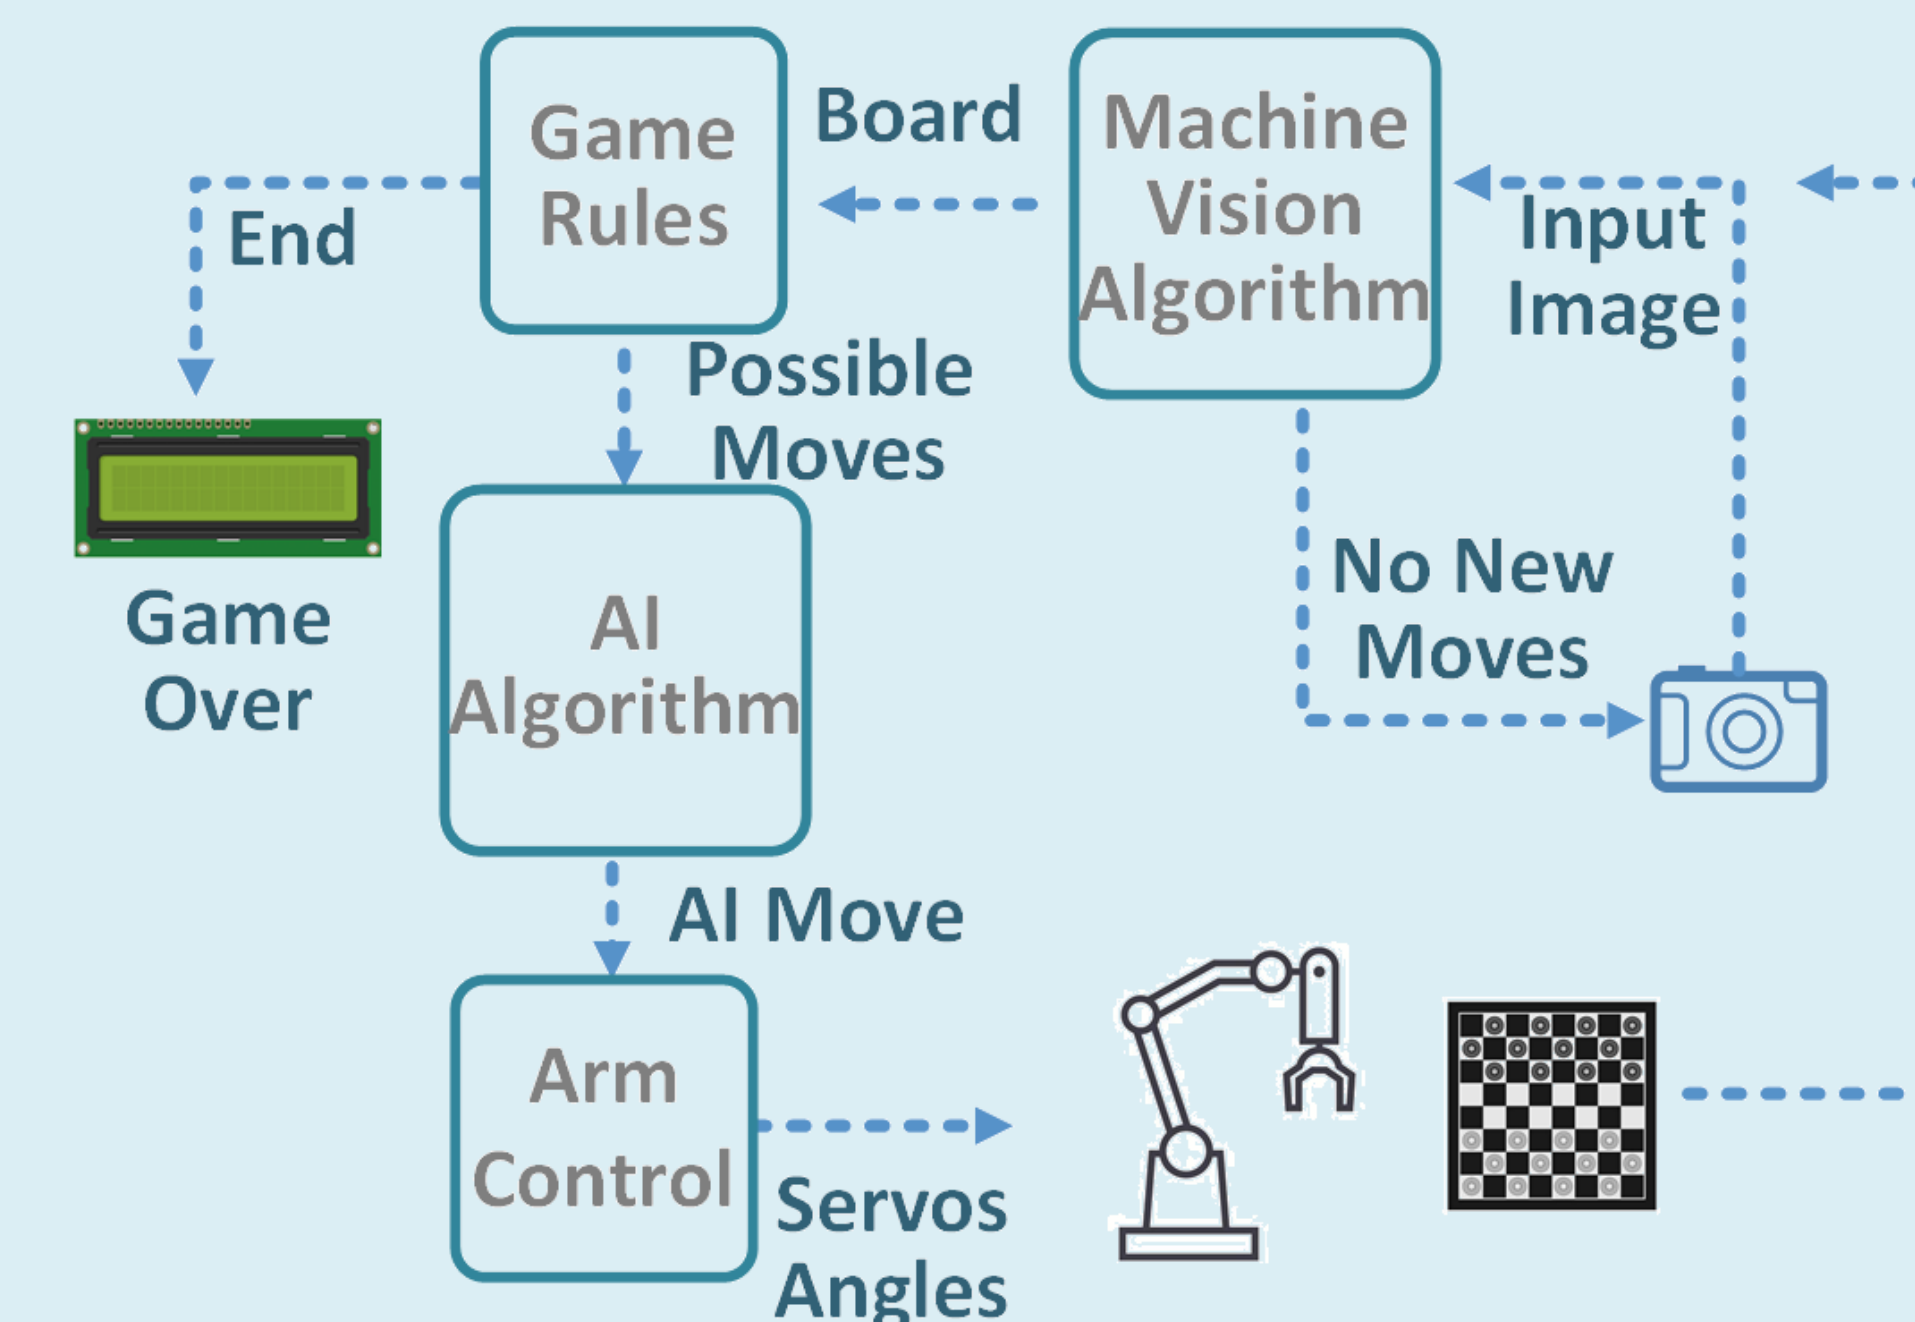 Game
Rules
Board
Machine
Vision
Algorithm
Input
Image
End
Possible
Moves
Game
Over
AI
Algorithm
No New
Moves
AI Move
Arm
Control
Servos
Angles